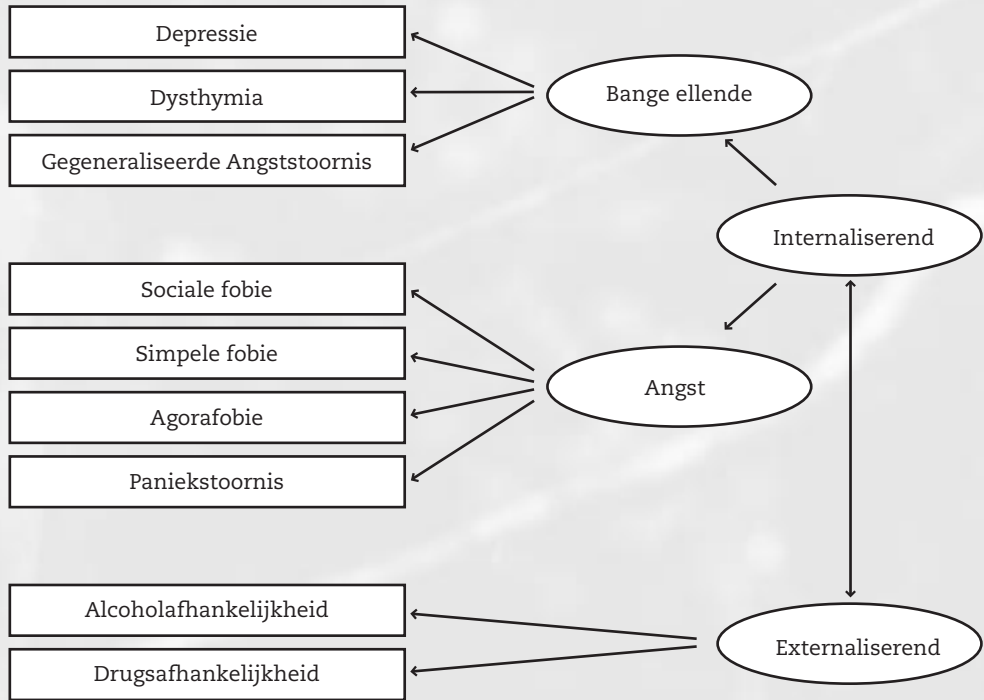 Depressie
Dysthymia
Gegeneraliseerde Angststoornis
Bange ellende
Internaliserend
Sociale fobie
Simpele fobie
Agorafobie
Paniekstoornis
Angst
Alcoholafhankelijkheid
Drugsafhankelijkheid
Externaliserend